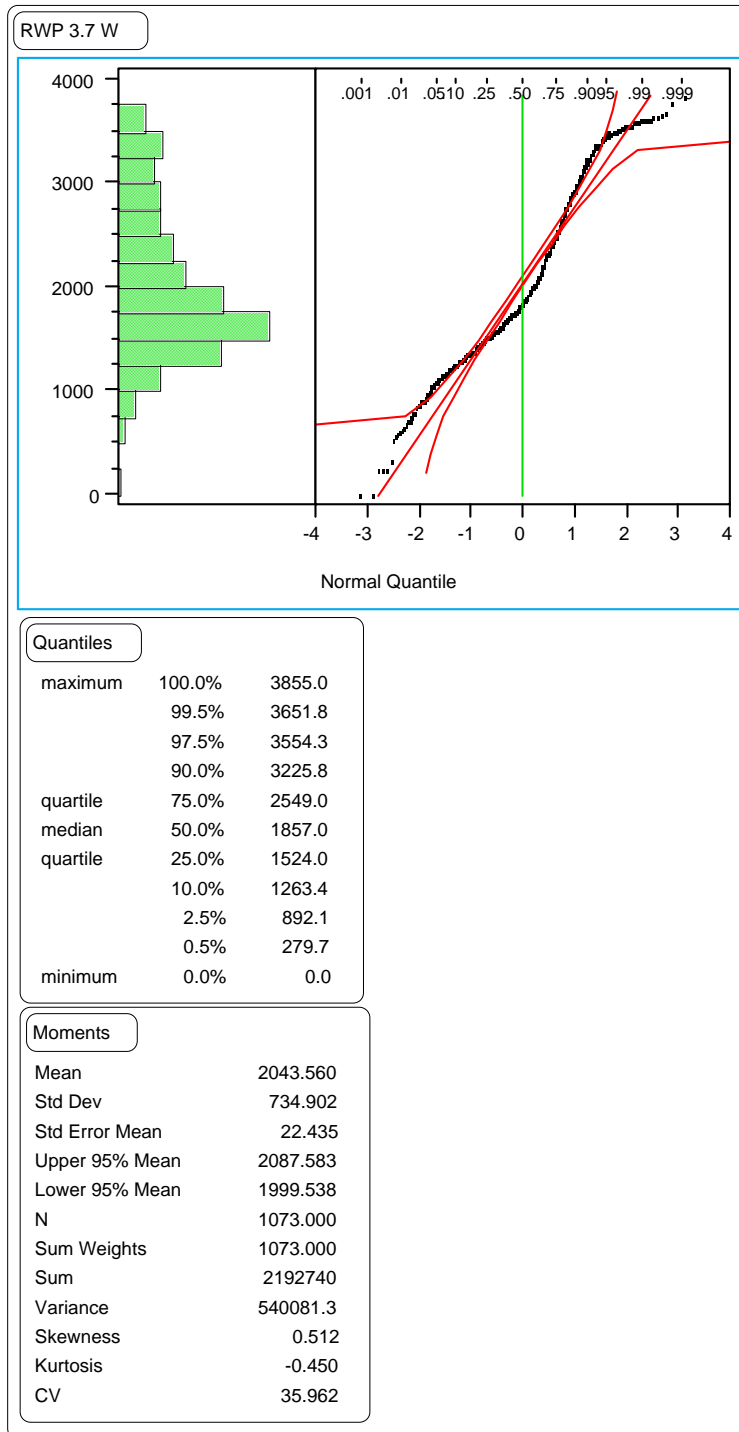 RWP 3.7 W
.001 .01 .05 .10 .25 .50 .75 .90 .95 .99 .999
4000
3000
2000
1000
0
-4 -3 -2 -1 0 1 2 3 4
Normal Quantile
Quantiles
maximum 100.0% 3855.0
99.5% 3651.8
97.5% 3554.3
90.0% 3225.8
quartile 75.0% 2549.0
median 50.0% 1857.0
quartile 25.0% 1524.0
10.0% 1263.4
2.5% 892.1
0.5% 279.7
minimum 0.0% 0.0
Moments
Mean 2043.560
Std Dev 734.902
Std Error Mean 22.435
Upper 95% Mean 2087.583
Lower 95% Mean 1999.538
N 1073.000
Sum Weights 1073.000
Sum 2192740
Variance 540081.3
Skewness 0.512
Kurtosis -0.450
CV 35.962